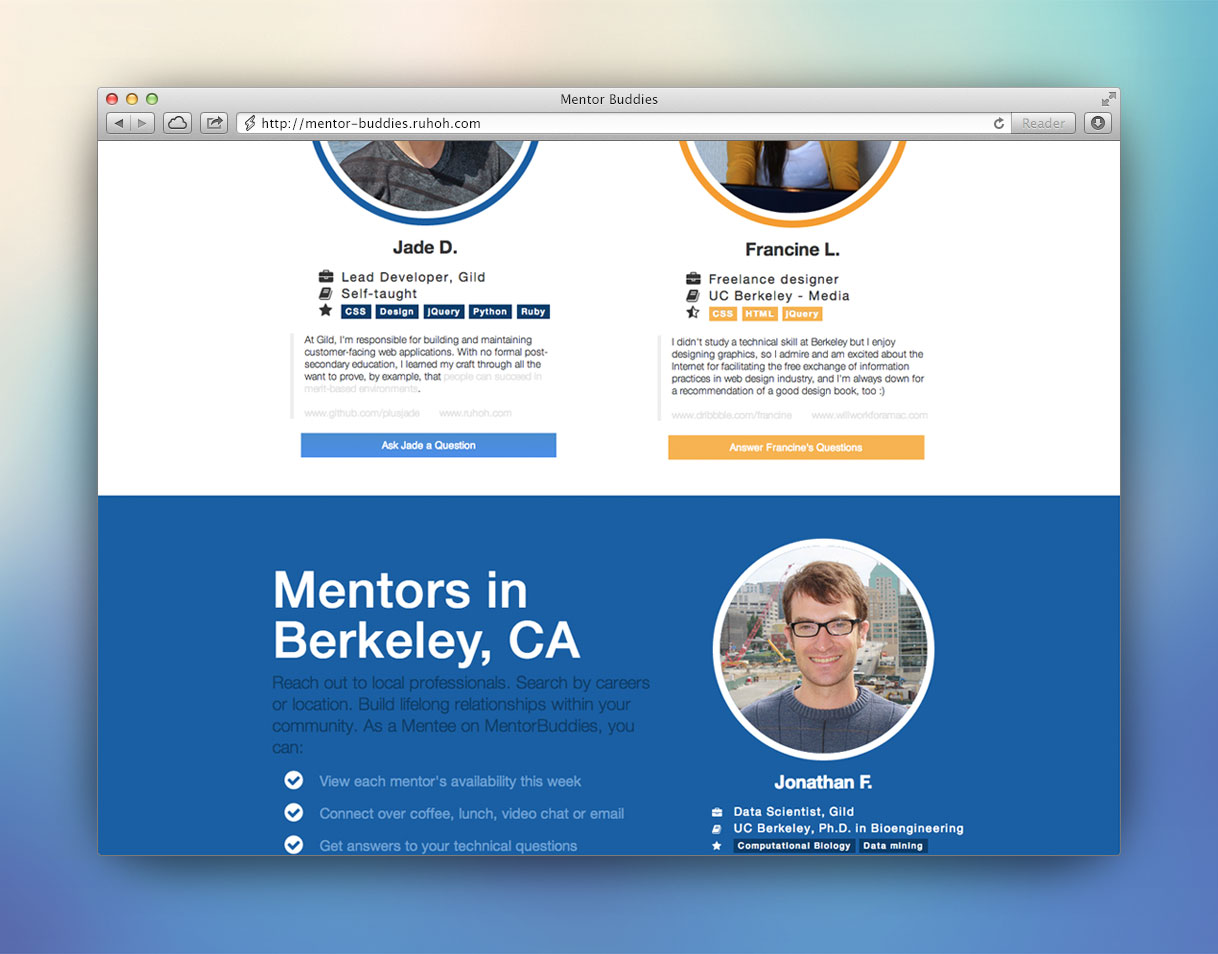 Mentor Buddies
http://mentor-buddies.ruhoh.com
Reader
Jade D.
Lead Developer, Gild
Self-taught
CSS Design jQuery Python Ruby
At Gild, I'm responsible for building and maintaining
customer-facing web applications. With no formal post-
secondary education, I learned my craft through all the
want to prove, by example, that people can succeed in
merit-based environments.
www.github.com/plusjade www.ruhoh.com
Ask Jade a Question
Francine L.
Freelance designer
UC Berkeley - Media
CSS HTML jQuery
I didn't study a technical skill at Berkeley but I enjoy
designing graphics, so I admire and am excited about the
Internet for facilitating the free exchange of information
practices in web design industry, and I'm always down for
a recommendation of a good design book, too :)
www.dribbble.com/francine www.willworkforamac.com
Answer Francine's Questions
Mentors in
Berkeley, CA
Reach out to local professionals. Search by careers
or location. Build lifelong relationships within your
community. As a Mentee on MentorBuddies, you
can:
View each mentor's availability this week
Connect over coffee, lunch, video chat or email
Get answers to your technical questions
Jonathan F.
Data Scientist, Gild
UC Berkeley, Ph.D. in Bioengineering
Computational Biology Data mining